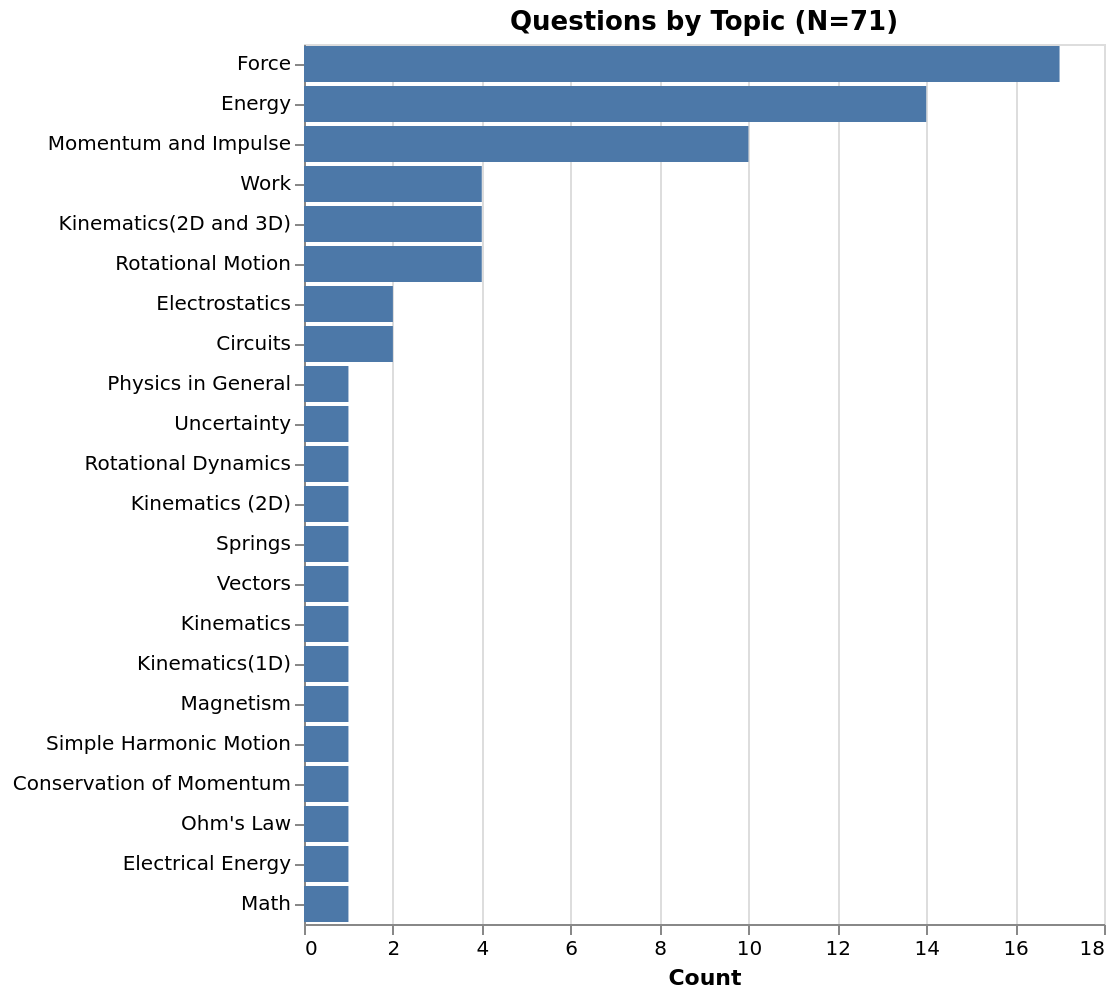 Questions by Topic (N=71)
Force
Energy
Momentum and Impulse
Work
Kinematics(2D and 3D)
Rotational Motion
Electrostatics
Circuits
Physics in General
Uncertainty
Rotational Dynamics
Kinematics (2D)
Springs
Vectors
Kinematics
Kinematics(1D)
Magnetism
Simple Harmonic Motion
Conservation of Momentum
Ohm's Law
Electrical Energy
Math
0 2 4 6 8 10 12 14 16 18
Count